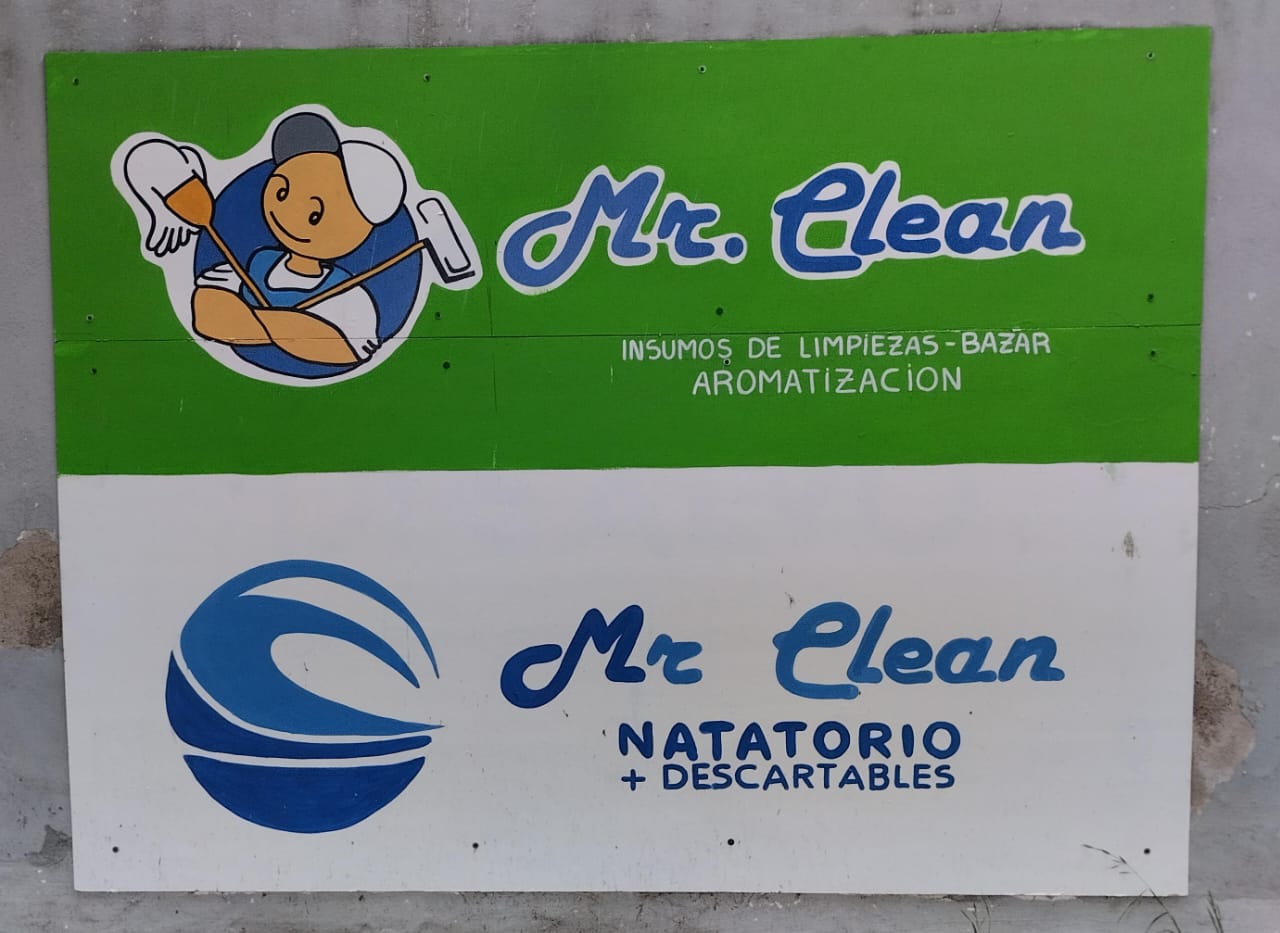 Mr. Clean
INSUMOS DE LIMPIEZAS - BAZAR
AROMATIZACION
Mr Clean
NATATORIO
+ DESCARTABLES